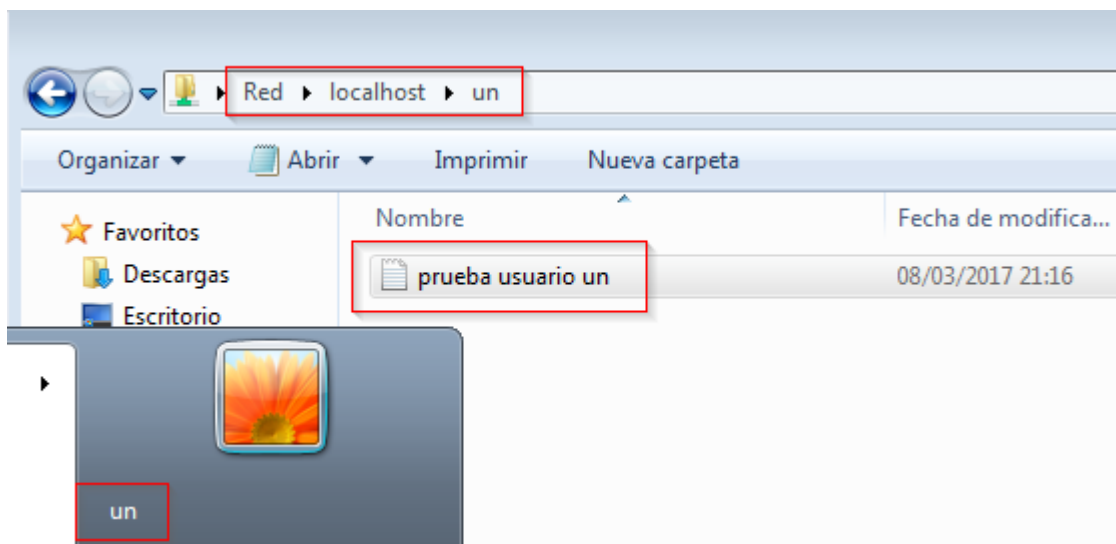 Red localhost un
Organizar Abrir Imprimir Nueva carpeta
Favoritos
Descargas
Escritorio
Nombre Fecha de modifica...
prueba usuario un 08/03/2017 21:16
un